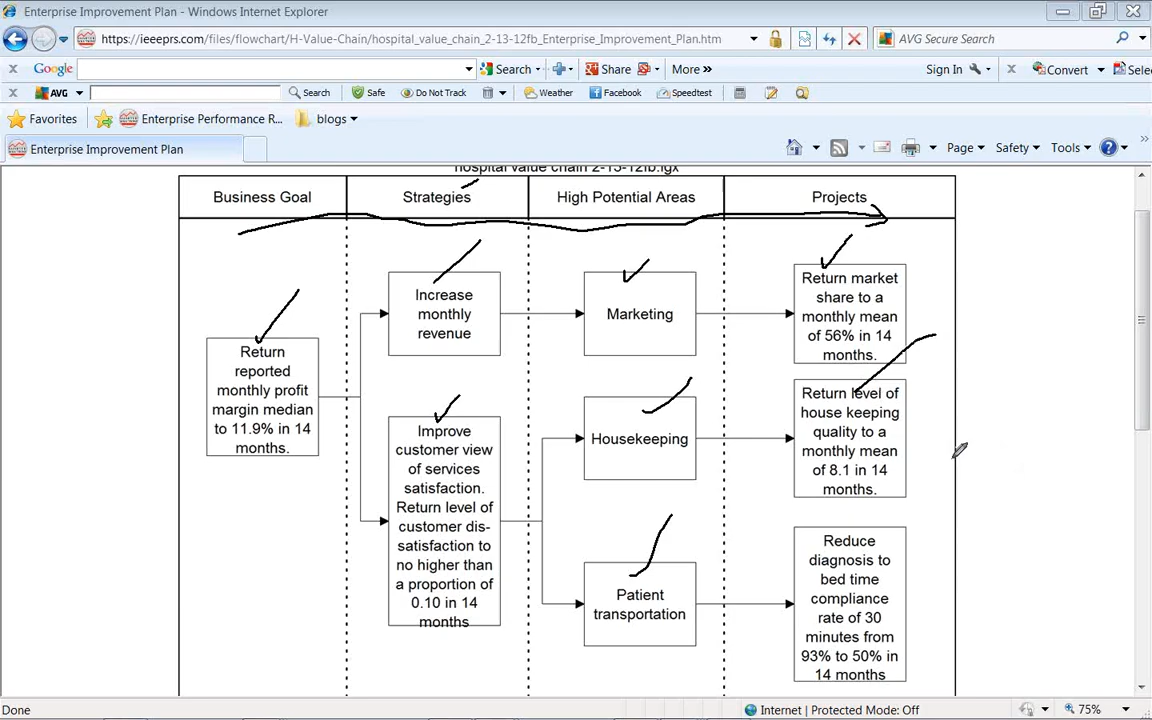 Enterprise Improvement Plan - Windows Internet Explorer
https://ieeeprs.com/files/flowchart/H-Value-Chain/hospital_value_chain_2-13-12fb_Enterprise_Improvement_Plan.htm
AVG Secure Search
x Google Search Share More » Sign In x Convert Selec
x AVG Search Safe Do Not Track Weather Facebook Speedtest
Favorites Enterprise Performance R... blogs
Enterprise Improvement Plan Page Safety Tools
hospital value chain 2-13-12fb.igx
Business Goal Strategies High Potential Areas Projects
Return
reported
monthly profit
margin median
to 11.9% in 14
months.
Increase
monthly
revenue
Improve
customer view
of services
satisfaction.
Return level of
customer dis-
satisfaction to
no higher than
a proportion of
0.10 in 14
months
Marketing
Housekeeping
Patient
transportation
Return market
share to a
monthly mean
of 56% in 14
months.
Return level of
house keeping
quality to a
monthly mean
of 8.1 in 14
months.
Reduce
diagnosis to
bed time
compliance
rate of 30
minutes from
93% to 50% in
14 months
Done Internet | Protected Mode: Off 75%